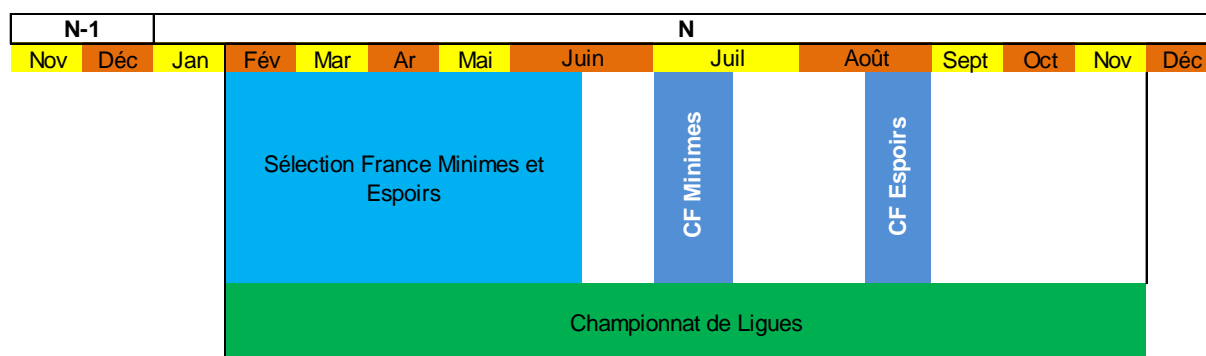 N-1 N
Nov Déc Jan Fév Mar Ar Mai Juin Juil Août Sept Oct Nov Déc
Sélection France Minimes et
Espoirs
CF Minimes
CF Espoirs
Championnat de Ligues